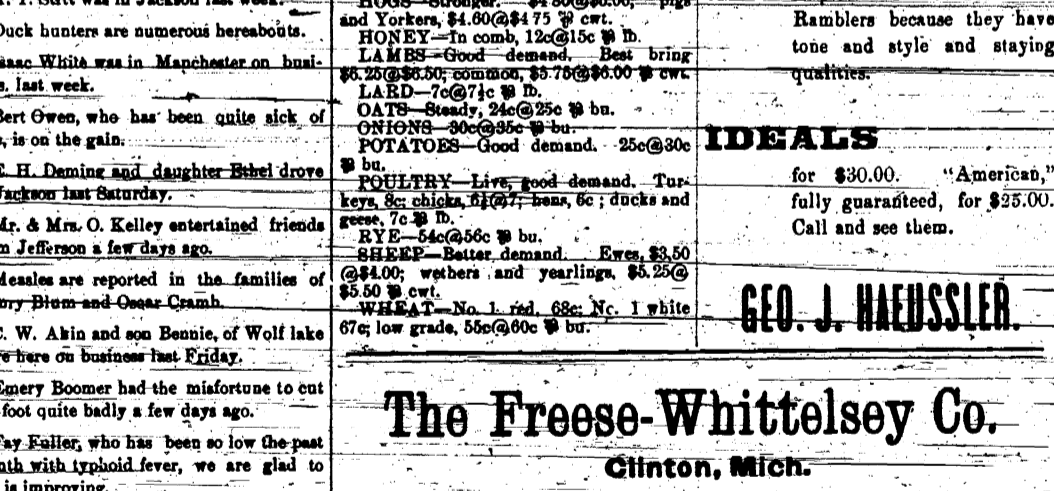 Duck hunters are numerous hereabouts.
White was in Manchester on busi-
last week.
Bert Owen, who has been quite sick of
is on the gain.
H. Deming and daughter Ethel drove
Jackson last Saturday.
Mr. & Mrs. O. Kelley entertained friends
Jefferson a few days ago.
Measles are reported in the families of
Blum and Oscar Cramb.
W. Akin and son Bennie, of Wolf lake
here on business last Friday.
Emery Boomer had the misfortune to cut
foot quite badly a few days ago.
Fay Fuller, who has been so low the past
with typhoid fever, we are glad to
is improving.
HOGS—Stronger. pigs
and Yorkers, $4.60@$4 75 ⅌ cwt.
HONEY—In comb, 12c@15c ⅌ lb.
LAMBS—Good demand. Best bring
$6.25@$6.50; common, $5.75@$6.00 ⅌ cwt.
LARD—7c@7½c ⅌ lb.
OATS—Steady, 24c@25c ⅌ bu.
ONIONS—30c@35c ⅌ bu.
POTATOES—Good demand. 25c@30c
⅌ bu.
POULTRY—Live, good demand. Tur-
keys, 8c; chicks, 6½@7; hens, 6c ; ducks and
geese, 7c ⅌ lb.
RYE—54c@56c ⅌ bu.
SHEEP—Better demand. Ewes, $3,50
@$4.00; wethers and yearlings, $5.25@
$5.50 ⅌ cwt.
WHEAT—No. 1. red, 68c; No. 1 white
67c; low grade, 55c@60c ⅌ bu.
Ramblers because they have
tone and style and staying
qualities.
IDEALS
for $30.00. “American,”
fully guaranteed, for $25.00.
Call and see them.
GEO. J. HAEUSSLER.
The Freese-Whittelsey Co.
Clinton, Mich.